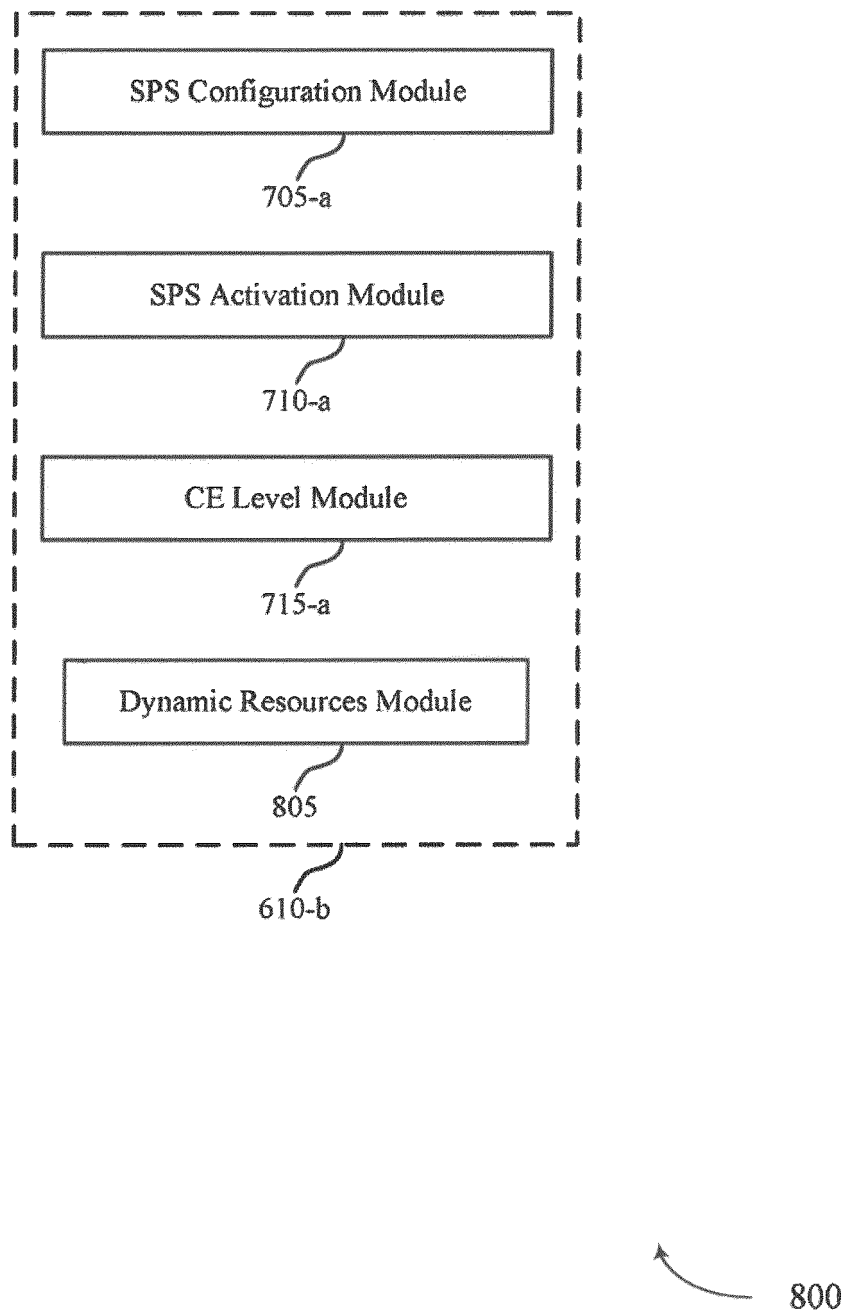 SPS Configuration Module
705-a
SPS Activation Module
710-a
CE Level Module
715-a
Dynamic Resources Module
805
610-b
800